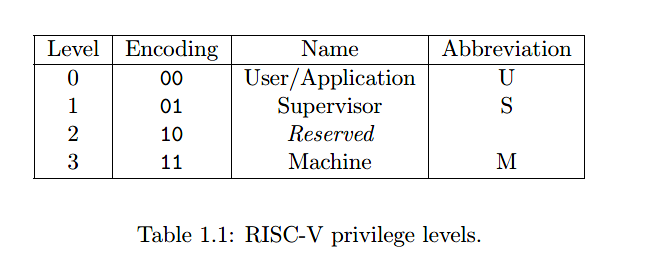 Level Encoding Name Abbreviation
0 00 User/Application U
1 01 Supervisor S
2 10 Reserved
3 11 Machine M
Table 1.1: RISC-V privilege levels.